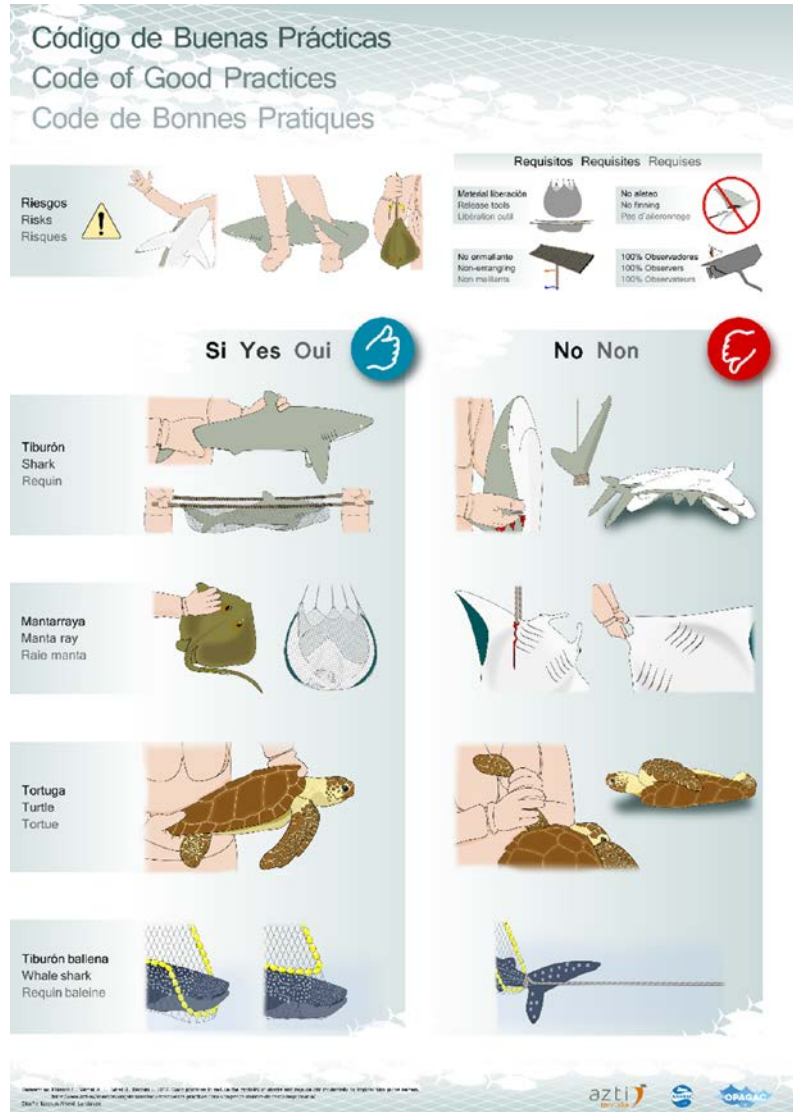 Código de Buenas Prácticas
Code of Good Practices
Code de Bonnes Pratiques
Riesgos
Risks
Risques
Requisitos Requisites Requises
Material liberación
Release tools
Libération outil
No aleteo
No finning
Pas d'aileronnage
No enmallante
Non-entangling
Non maillants
100% Observadores
100% Observers
100% Observateurs
Si Yes Oui
No Non
Tiburón
Shark
Requin
Mantarraya
Manta ray
Raie manta
Tortuga
Turtle
Tortue
Tiburón ballena
Whale shark
Requin baleine
azti
OPAGAC